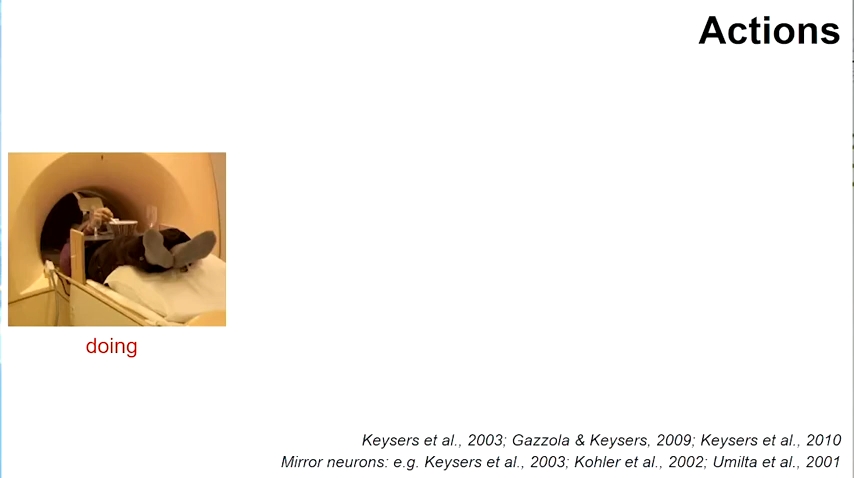 Actions
doing
Keysers et al., 2003; Gazzola & Keysers, 2009; Keysers et al., 2010
Mirror neurons: e.g. Keysers et al., 2003; Kohler et al., 2002; Umilta et al., 2001